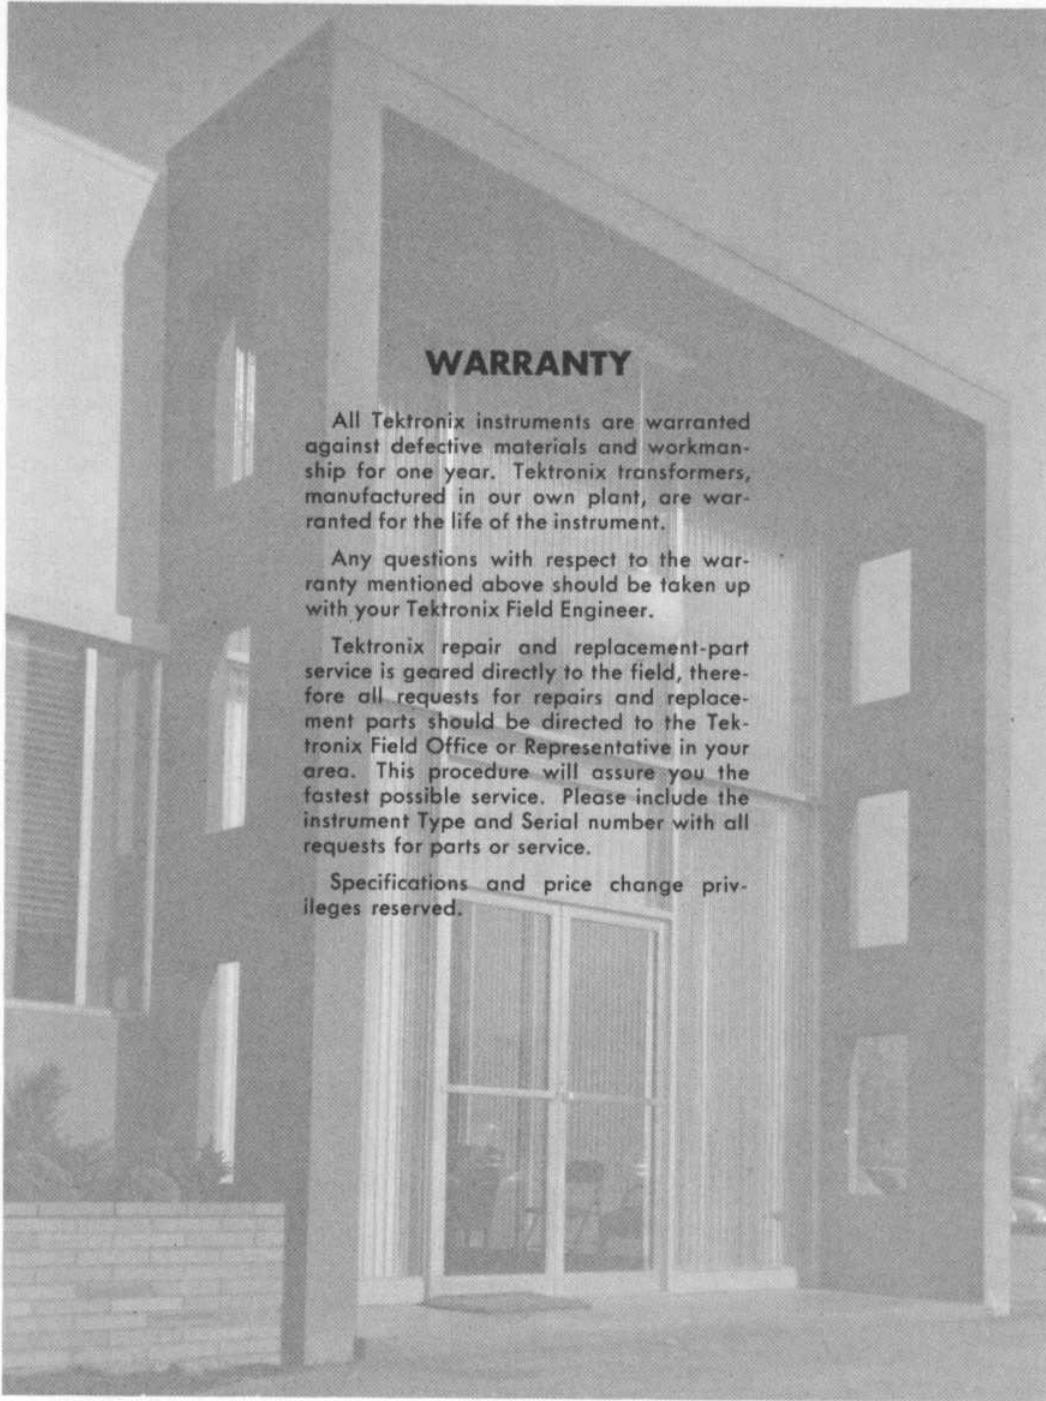 WARRANTY
All Tektronix instruments are warranted
against defective materials and workman-
ship for one year. Tektronix transformers,
manufactured in our own plant, are war-
ranted for the life of the instrument.
Any questions with respect to the war-
ranty mentioned above should be taken up
with your Tektronix Field Engineer.
Tektronix repair and replacement-part
service is geared directly to the field, there-
fore all requests for repairs and replace-
ment parts should be directed to the Tek-
tronix Field Office or Representative in your
area. This procedure will assure you the
fastest possible service. Please include the
instrument Type and Serial number with all
requests for parts or service.
Specifications and price change priv-
ileges reserved.